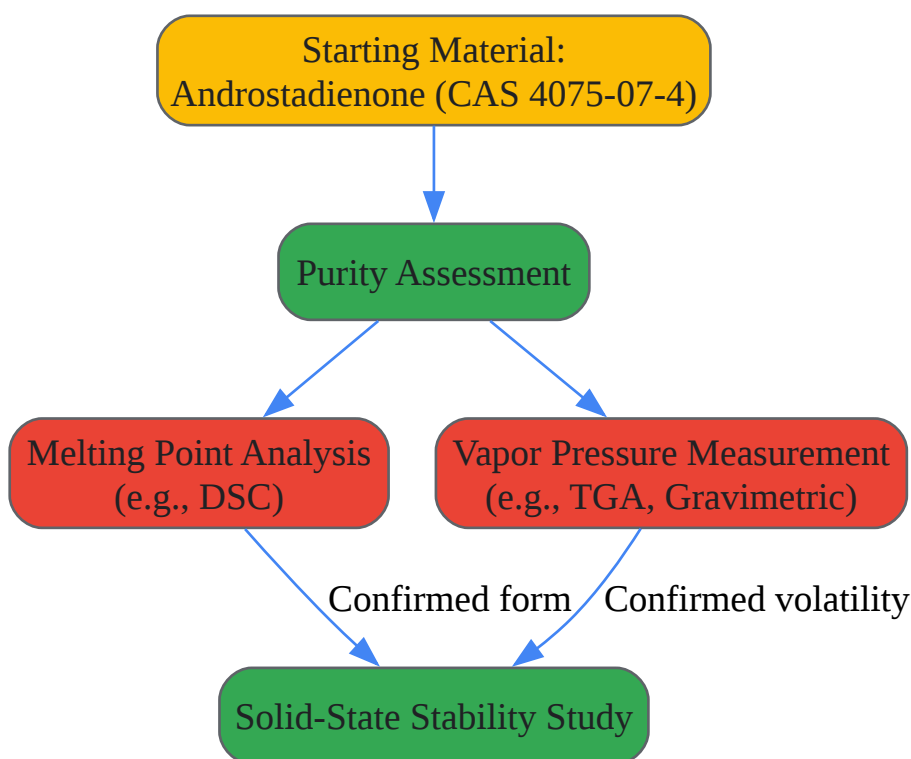 Starting Material:
Androstadienone (CAS 4075-07-4)
Purity Assessment
Melting Point Analysis
(e.g., DSC)
Vapor Pressure Measurement
(e.g., TGA, Gravimetric)
Confirmed form
Confirmed volatility
Solid-State Stability Study